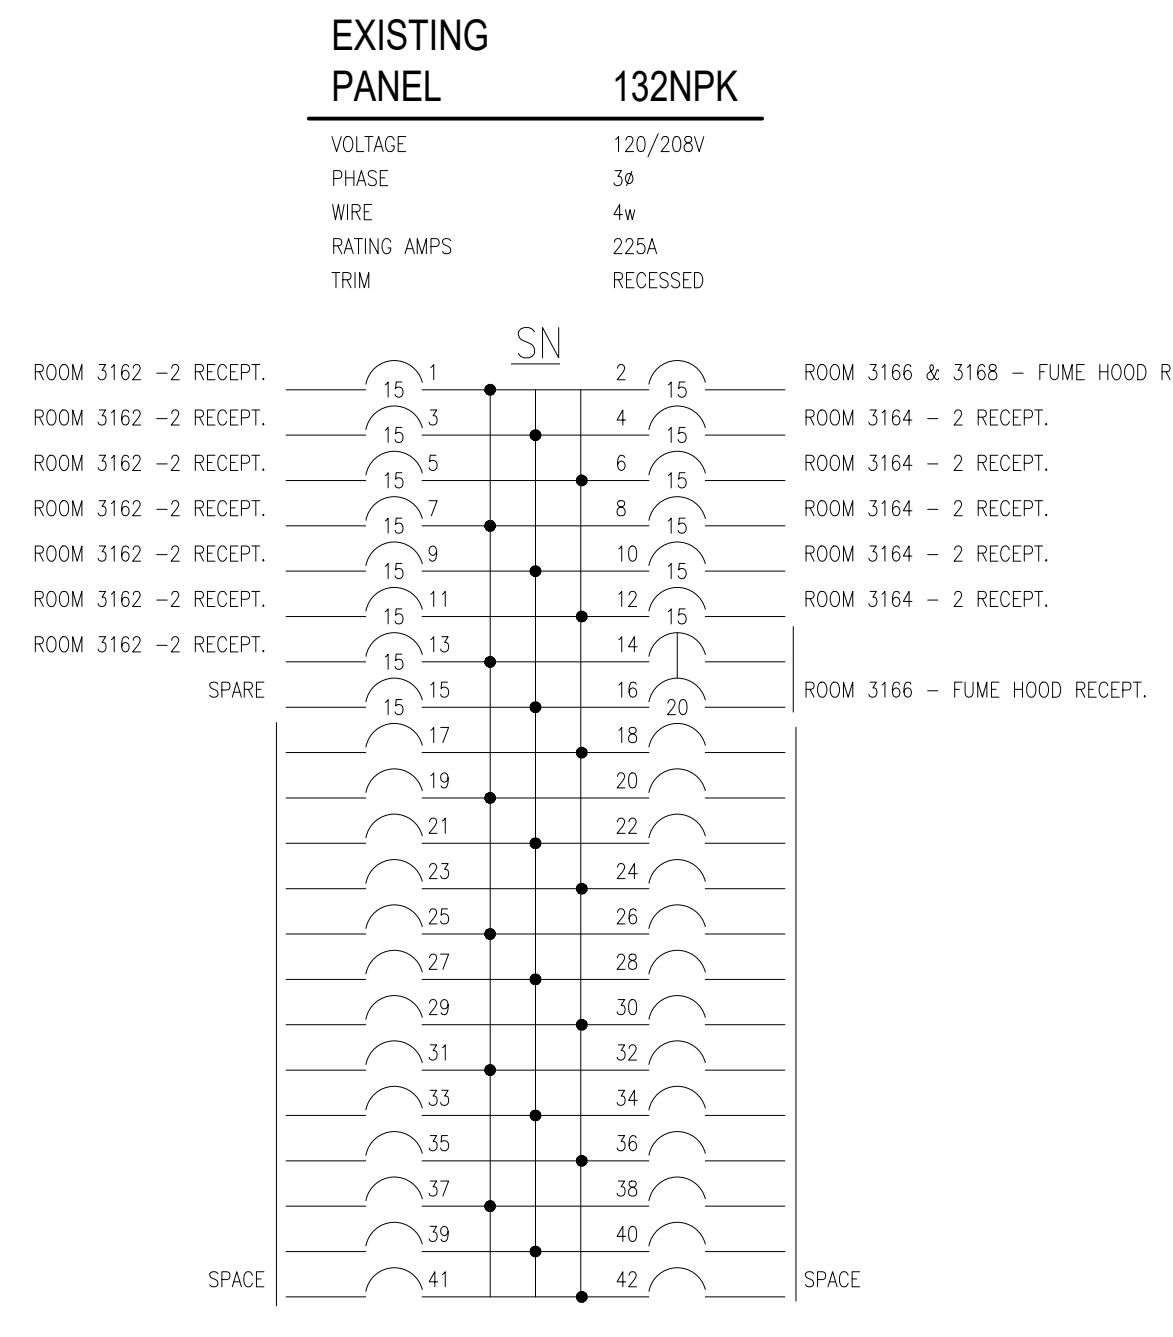 EXISTING
PANEL 132NPK
VOLTAGE 120/208V
PHASE 3ø
WIRE 4w
RATING AMPS 225A
TRIM RECESSED
SN
ROOM 3162 -2 RECEPT. 15 1 2 15 ROOM 3166 & 3168 - FUME HOOD R
ROOM 3162 -2 RECEPT. 15 3 4 15 ROOM 3164 - 2 RECEPT.
ROOM 3162 -2 RECEPT. 15 5 6 15 ROOM 3164 - 2 RECEPT.
ROOM 3162 -2 RECEPT. 15 7 8 15 ROOM 3164 - 2 RECEPT.
ROOM 3162 -2 RECEPT. 15 9 10 15 ROOM 3164 - 2 RECEPT.
ROOM 3162 -2 RECEPT. 15 11 12 15 ROOM 3164 - 2 RECEPT.
ROOM 3162 -2 RECEPT. 15 13 14
SPARE 15 15 16 20 ROOM 3166 - FUME HOOD RECEPT.
17 18
19 20
21 22
23 24
25 26
27 28
29 30
31 32
33 34
35 36
37 38
39 40
SPACE 41 42 SPACE